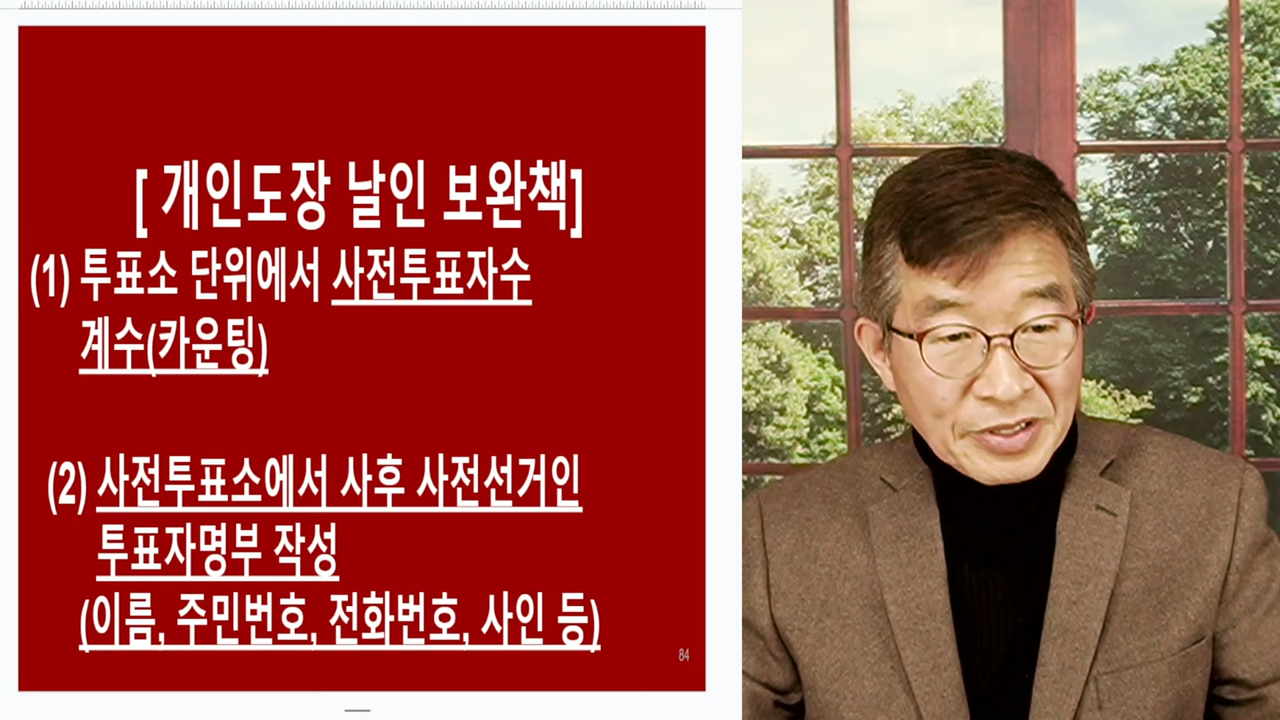 [ 개인도장 날인 보완책]
(1) 투표소 단위에서 사전투표자수
계수(카운팅)
(2) 사전투표소에서 사후 사전선거인
투표자명부 작성
(이름, 주민번호, 전화번호, 사인 등)
84